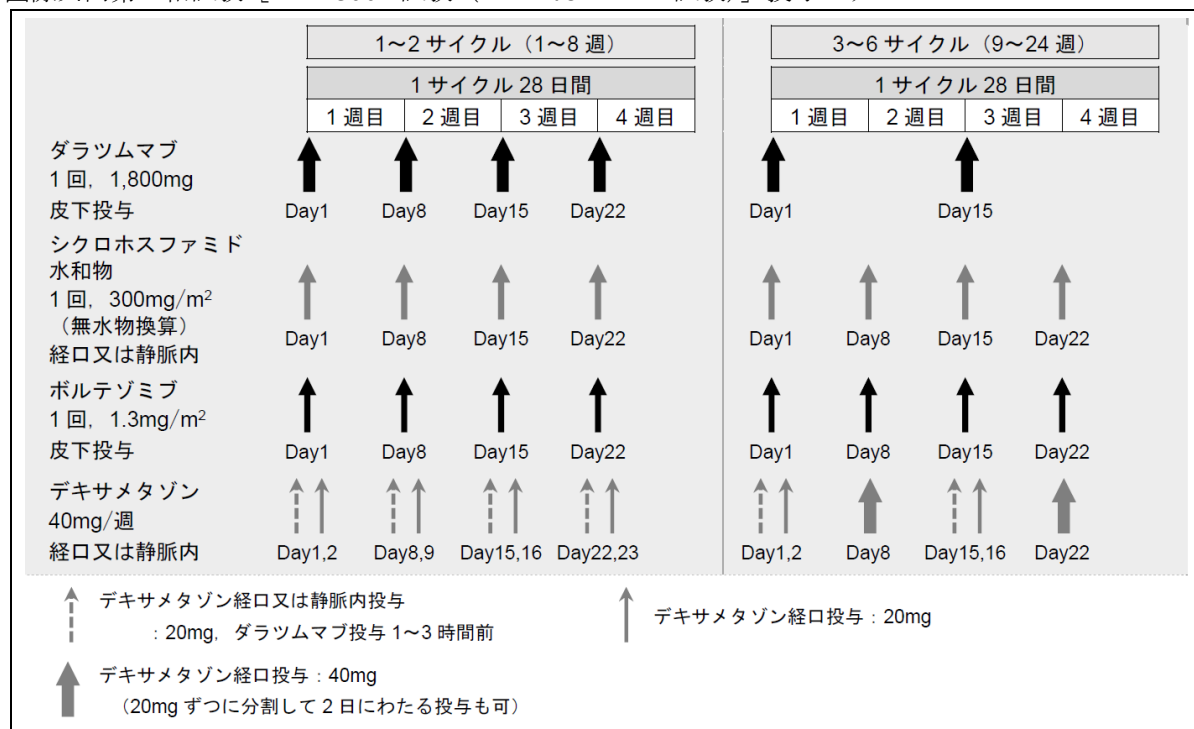 1～2 サイクル（1～8 週）
3～6 サイクル（9～24 週）
1 サイクル 28 日間
1 サイクル 28 日間
1 週目 2 週目 3 週目 4 週目
1 週目 2 週目 3 週目 4 週目
ダラツムマブ
1 回，1,800mg
皮下投与
Day1 Day8 Day15 Day22
Day1 Day15
シクロホスファミド
水和物
1 回，300mg/m²
（無水物換算）
経口又は静脈内
Day1 Day8 Day15 Day22
Day1 Day8 Day15 Day22
ボルテゾミブ
1 回，1.3mg/m²
皮下投与
Day1 Day8 Day15 Day22
Day1 Day8 Day15 Day22
デキサメタゾン
40mg/週
経口又は静脈内
Day1,2 Day8,9 Day15,16 Day22,23
Day1,2 Day8 Day15,16 Day22
デキサメタゾン経口又は静脈内投与
：20mg，ダラツムマブ投与 1～3 時間前
デキサメタゾン経口投与：20mg
デキサメタゾン経口投与：40mg
（20mg ずつに分割して 2 日にわたる投与も可）